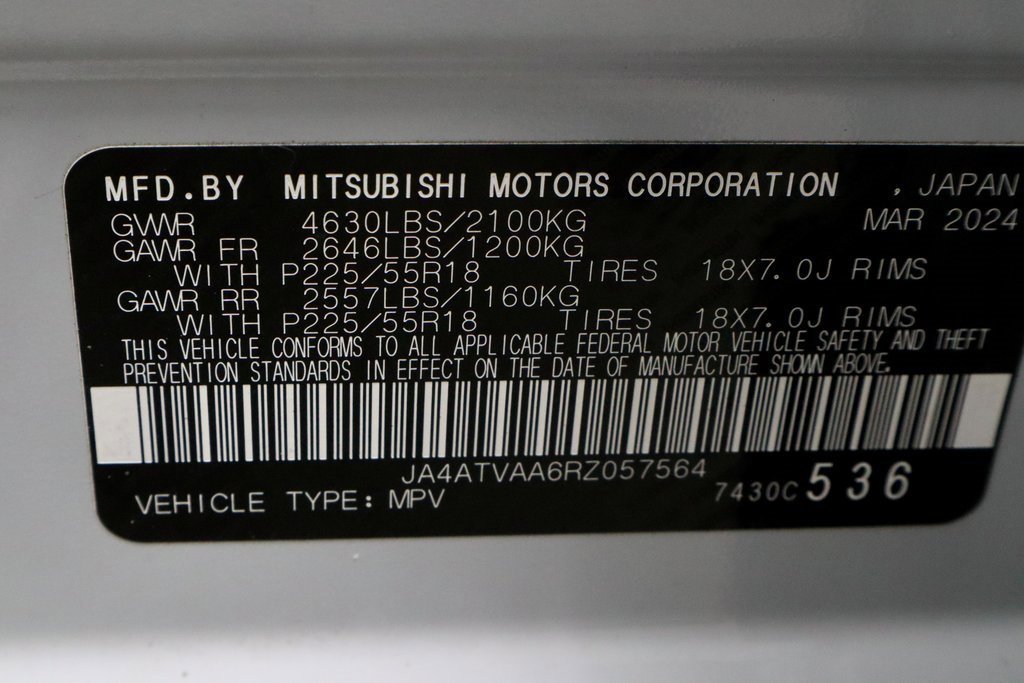 MFD.BY MITSUBISHI MOTORS CORPORATION , JAPAN
GVWR 4630LBS/2100KG MAR 2024
GAWR FR 2646LBS/1200KG
WITH P225/55R18 TIRES 18X7.0J RIMS
GAWR RR 2557LBS/1160KG
WITH P225/55R18 TIRES 18X7.0J RIMS
THIS VEHICLE CONFORMS TO ALL APPLICABLE FEDERAL MOTOR VEHICLE SAFETY AND THEFT
PREVENTION STANDARDS IN EFFECT ON THE DATE OF MANUFACTURE SHOWN ABOVE.
JA4ATVAA6RZ057564
VEHICLE TYPE: MPV 7430C 536